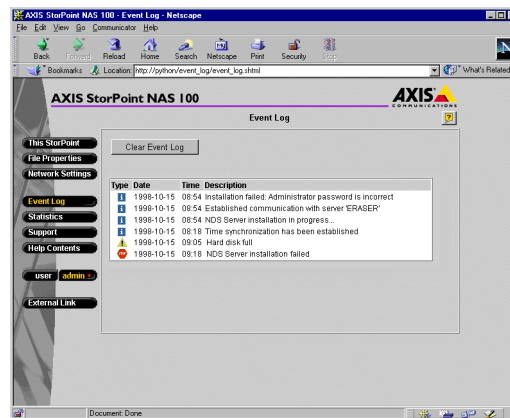 AXIS StorPoint NAS 100 - Event Log - Netscape
File Edit View Go Communicator Help
Back Forward Reload Home Search Netscape Print Security Stop
Bookmarks Location: http://python/event_log/event_log.shtml What's Related
AXIS StorPoint NAS 100
AXIS
COMMUNICATIONS
Event Log
?
This StorPoint
File Properties
Network Settings
Event Log
Statistics
Support
Help Contents
user admin
External Link
Clear Event Log
Type Date Time Description
1998-10-15 08:54 Installation failed: Administrator password is incorrect
1998-10-15 08:54 Established communication with server 'ERASER'
1998-10-15 08:54 NDS Server installation in progress...
1998-10-15 08:18 Time synchronization has been established
1998-10-15 09:05 Hard disk full
1998-10-15 09:18 NDS Server installation failed
Document: Done